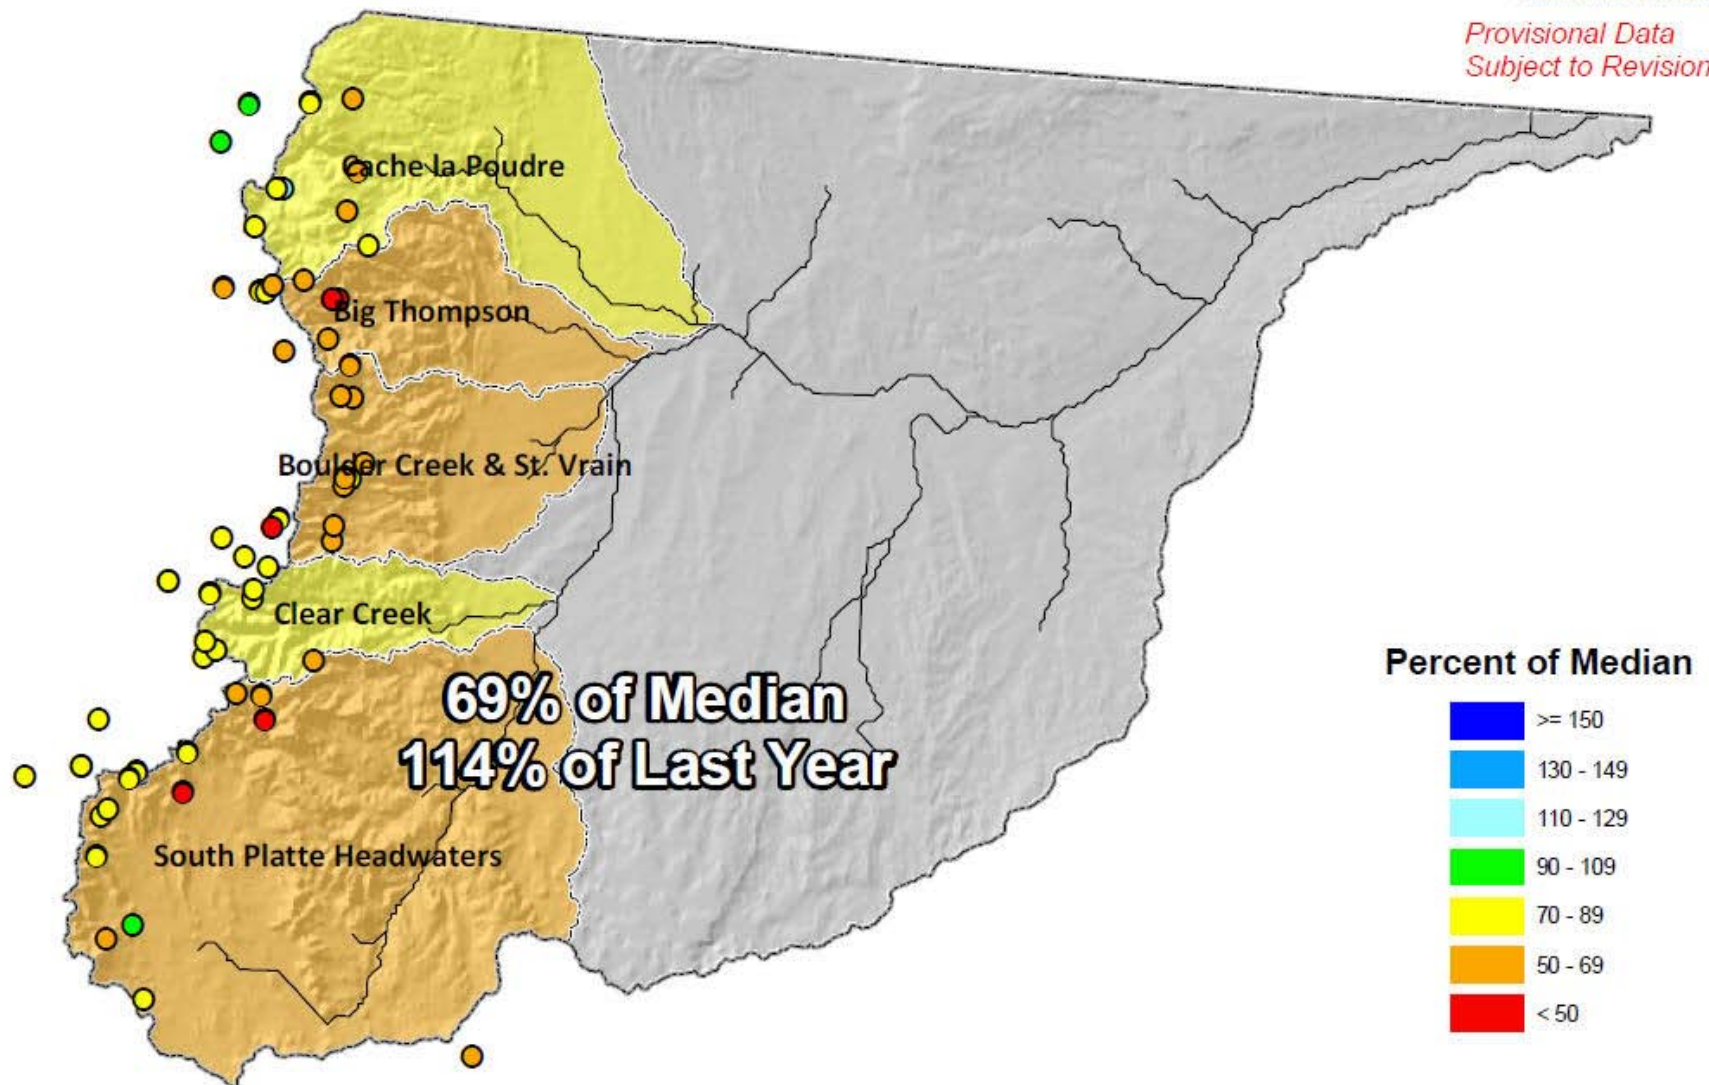 Provisional Data
Subject to Revision
Cache la Poudre
Big Thompson
Boulder Creek & St. Vrain
Clear Creek
69% of Median
114% of Last Year
South Platte Headwaters
Percent of Median
>= 150
130 - 149
110 - 129
90 - 109
70 - 89
50 - 69
< 50